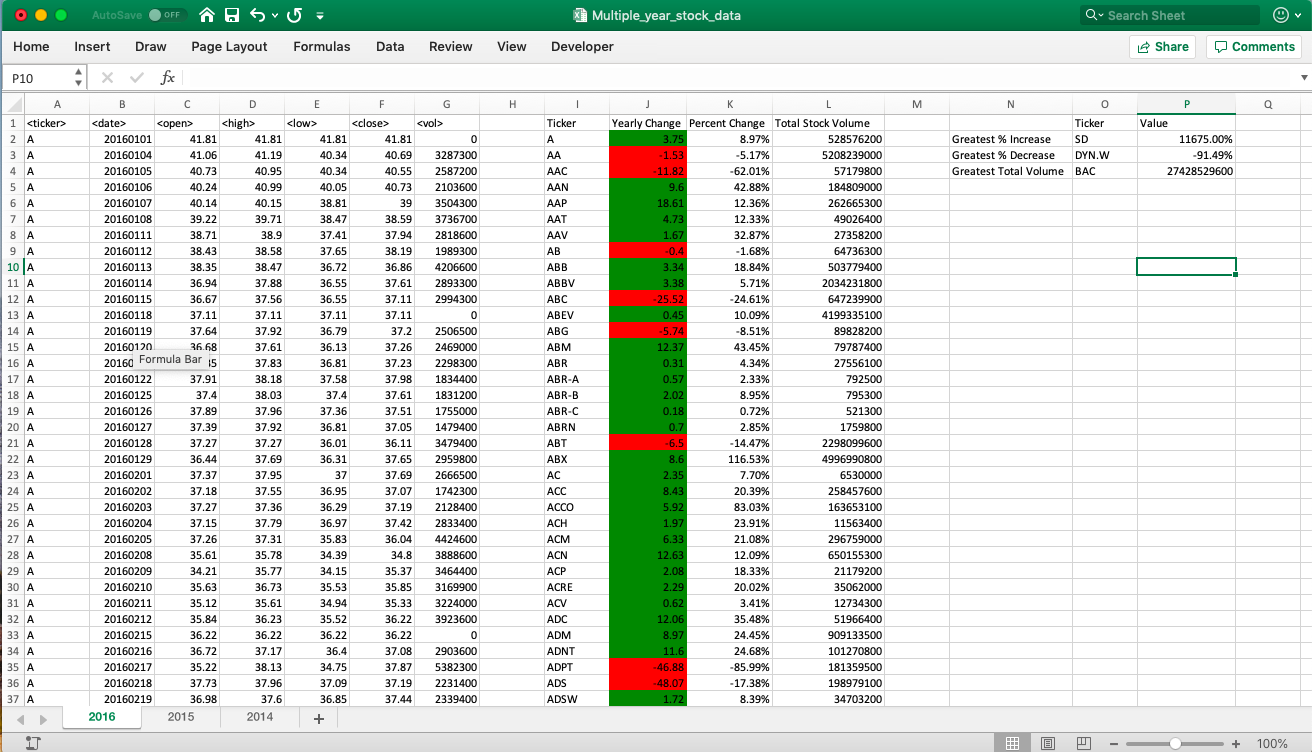 AutoSave OFF Multiple_year_stock_data Search Sheet
Home Insert Draw Page Layout Formulas Data Review View Developer Share Comments
P10 fx
A B C D E F G H I J K L M N O P Q
1 <ticker> <date> <open> <high> <low> <close> <vol> Ticker Yearly Change Percent Change Total Stock Volume Ticker Value
2 A 20160101 41.81 41.81 41.81 41.81 0 A 3.75 8.97% 528576200 Greatest % Increase SD 11675.00%
3 A 20160104 41.06 41.19 40.34 40.69 3287300 AA -1.53 -5.17% 5208239000 Greatest % Decrease DYN.W -91.49%
4 A 20160105 40.73 40.95 40.34 40.55 2587200 AAC -11.82 -62.01% 57179800 Greatest Total Volume BAC 27428529600
5 A 20160106 40.24 40.99 40.05 40.73 2103600 AAN 9.6 42.88% 184809000
6 A 20160107 40.14 40.15 38.81 39 3504300 AAP 18.61 12.36% 262665300
7 A 20160108 39.22 39.71 38.47 38.59 3736700 AAT 4.73 12.33% 49026400
8 A 20160111 38.71 38.9 37.41 37.94 2818600 AAV 1.67 32.87% 27358200
9 A 20160112 38.43 38.58 37.65 38.19 1989300 AB -0.4 -1.68% 64736300
10 A 20160113 38.35 38.47 36.72 36.86 4206600 ABB 3.34 18.84% 503779400
11 A 20160114 36.94 37.88 36.55 37.61 2893300 ABBV 3.38 5.71% 2034231800
12 A 20160115 36.67 37.56 36.55 37.11 2994300 ABC -25.52 -24.61% 647239900
13 A 20160118 37.11 37.11 37.11 37.11 0 ABEV 0.45 10.09% 4199335100
14 A 20160119 37.64 37.92 36.79 37.2 2506500 ABG -5.74 -8.51% 89828200
15 A 20160120 36.68 37.61 36.13 37.26 2469000 ABM 12.37 43.45% 79787400
16 A 20160 Formula Bar 5 37.83 36.81 37.23 2298300 ABR 0.31 4.34% 27556100
17 A 20160122 37.91 38.18 37.58 37.98 1834400 ABR-A 0.57 2.33% 792500
18 A 20160125 37.4 38.03 37.4 37.61 1831200 ABR-B 2.02 8.95% 795300
19 A 20160126 37.89 37.96 37.36 37.51 1755000 ABR-C 0.18 0.72% 521300
20 A 20160127 37.39 37.92 36.81 37.05 1479400 ABRN 0.7 2.85% 1759800
21 A 20160128 37.27 37.27 36.01 36.11 3479400 ABT -6.5 -14.47% 2298099600
22 A 20160129 36.44 37.69 36.31 37.65 2959800 ABX 8.6 116.53% 4996990800
23 A 20160201 37.37 37.95 37 37.69 2666500 AC 2.35 7.70% 6530000
24 A 20160202 37.18 37.55 36.95 37.07 1742300 ACC 8.43 20.39% 258457600
25 A 20160203 37.27 37.36 36.29 37.19 2128400 ACCO 5.92 83.03% 163653100
26 A 20160204 37.15 37.79 36.97 37.42 2833400 ACH 1.97 23.91% 11563400
27 A 20160205 37.26 37.31 35.83 36.04 4424600 ACM 6.33 21.08% 296759000
28 A 20160208 35.61 35.78 34.39 34.8 3888600 ACN 12.63 12.09% 650155300
29 A 20160209 34.21 35.77 34.15 35.37 3464400 ACP 2.08 18.33% 21179200
30 A 20160210 35.63 36.73 35.53 35.85 3169900 ACRE 2.29 20.02% 35062000
31 A 20160211 35.12 35.61 34.94 35.33 3224000 ACV 0.62 3.41% 12734300
32 A 20160212 35.84 36.23 35.52 36.22 3923600 ADC 12.06 35.48% 51966400
33 A 20160215 36.22 36.22 36.22 36.22 0 ADM 8.97 24.45% 909133500
34 A 20160216 36.72 37.17 36.4 37.08 2903600 ADNT 11.6 24.68% 101270800
35 A 20160217 35.22 38.13 34.75 37.87 5382300 ADPT -46.88 -85.99% 181359500
36 A 20160218 37.73 37.96 37.09 37.19 2231400 ADS -48.07 -17.38% 198979100
37 A 20160219 36.98 37.6 36.85 37.44 2339400 ADSW 1.72 8.39% 34703200
2016 2015 2014 +
100%